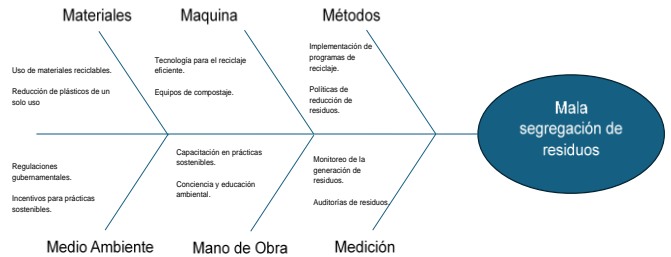 Materiales
Maquina
Métodos
Uso de materiales reciclables.
Reducción de plásticos de un
solo uso
Tecnología para el reciclaje
eficiente.
Equipos de compostaje.
Implementación de
programas de
reciclaje.
Políticas de
reducción de
residuos.
Mala
segregación de
residuos
Regulaciones
gubernamentales.
Incentivos para prácticas
sostenibles.
Capacitación en prácticas
sostenibles.
Conciencia y educación
ambiental.
Monitoreo de la
generación de
residuos.
Auditorías de residuos.
Medio Ambiente
Mano de Obra
Medición